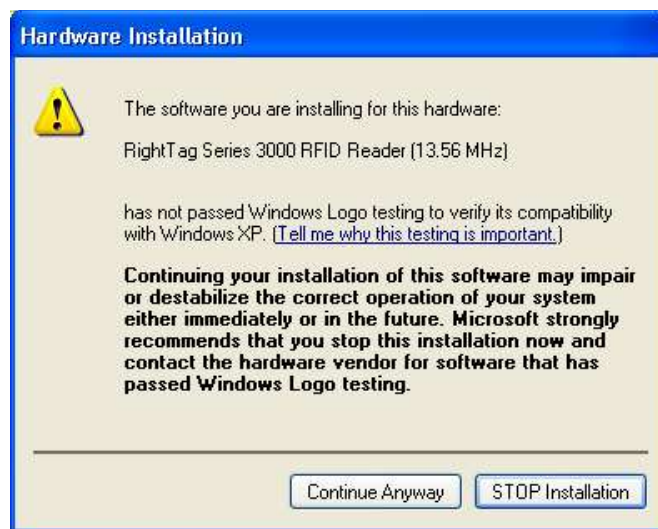 Hardware Installation
The software you are installing for this hardware:
RightTag Series 3000 RFID Reader (13.56 MHz)
has not passed Windows Logo testing to verify its compatibility
with Windows XP. (Tell me why this testing is important.)
Continuing your installation of this software may impair
or destabilize the correct operation of your system
either immediately or in the future. Microsoft strongly
recommends that you stop this installation now and
contact the hardware vendor for software that has
passed Windows Logo testing.
Continue Anyway
STOP Installation